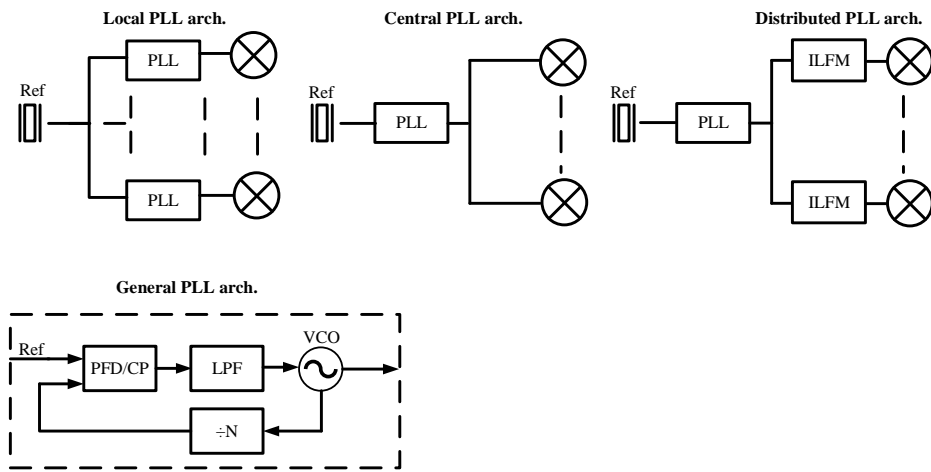 Local PLL arch.
Central PLL arch.
Distributed PLL arch.
Ref
PLL
PLL
Ref
PLL
Ref
PLL
ILFM
ILFM
General PLL arch.
Ref
PFD/CP
LPF
VCO
÷N